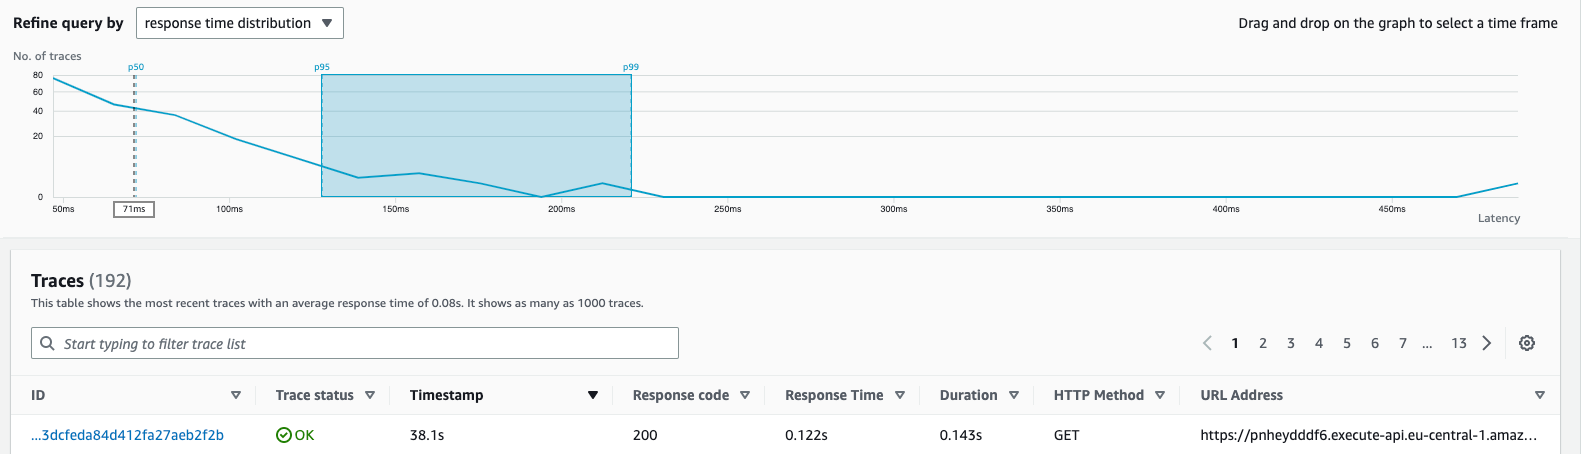 Refine query by response time distribution Drag and drop on the graph to select a time frame
No. of traces
p50 p95 p99
80
60
40
20
0
50ms 71ms 100ms 150ms 200ms 250ms 300ms 350ms 400ms 450ms
Latency
Traces (192)
This table shows the most recent traces with an average response time of 0.08s. It shows as many as 1000 traces.
Start typing to filter trace list 1 2 3 4 5 6 7 ... 13
ID Trace status Timestamp Response code Response Time Duration HTTP Method URL Address
...3dcfeda84d412fa27aeb2f2b OK 38.1s 200 0.122s 0.143s GET https://pnheydddf6.execute-api.eu-central-1.amaz...